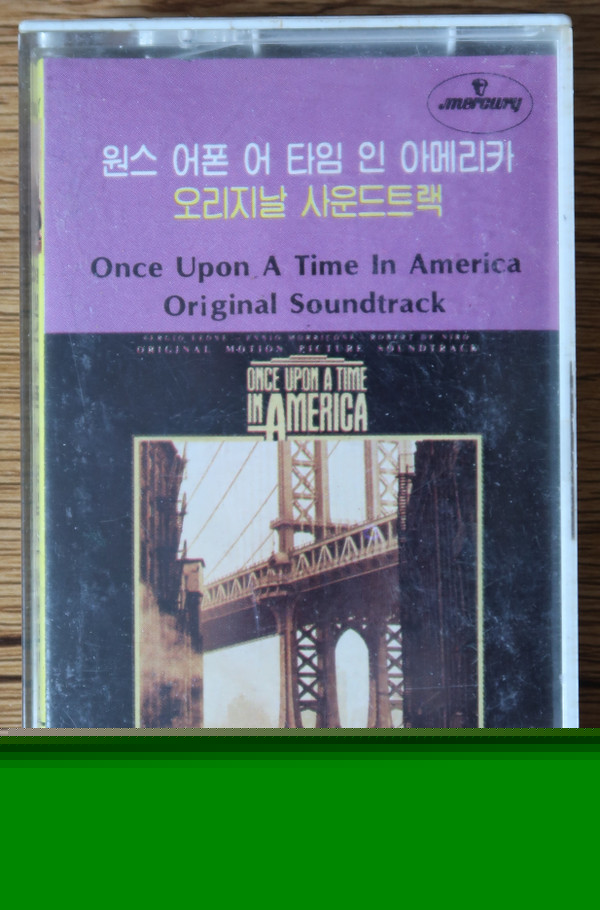 mercury
원스 어폰 어 타임 인 아메리카
오리지날 사운드트랙
Once Upon A Time In America
Original Soundtrack
SERGIO LEONE · ENNIO MORRICONE · ROBERT DE NIRO
ORIGINAL MOTION PICTURE SOUNDTRACK
ONCE UPON A TIME
IN AMERICA